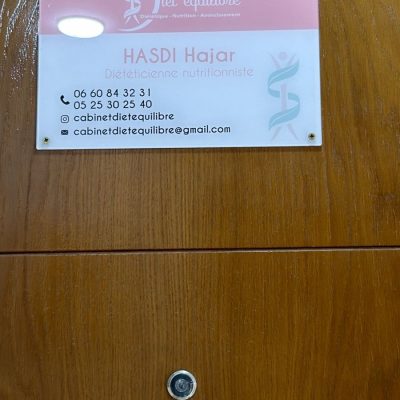 Diet équilibre
Diététique - Nutrition - Amincissement
HASDI Hajar
Diététicienne nutritionniste
06 60 84 32 31
05 25 30 25 40
cabinetdietequilibre
cabinetdietequilibre@gmail.com